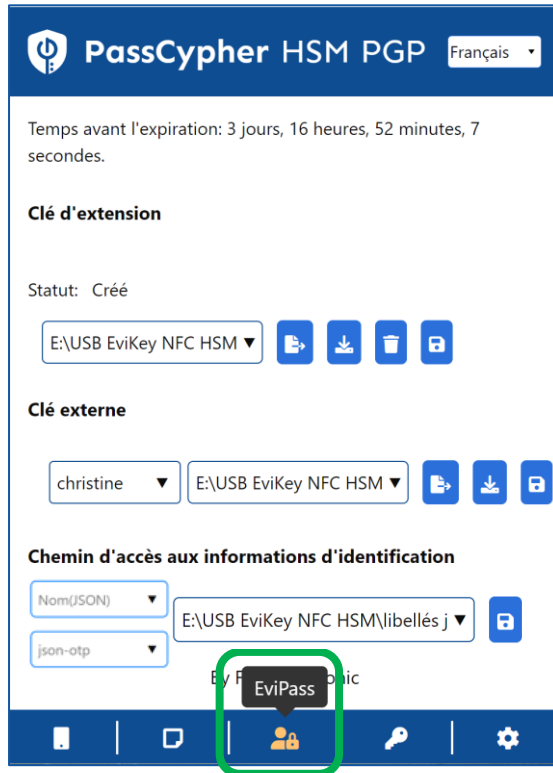 PassCypher HSM PGP
Français
Temps avant l'expiration: 3 jours, 16 heures, 52 minutes, 7
secondes.
Clé d'extension
Statut: Créé
E:\USB EviKey NFC HSM
Clé externe
christine
E:\USB EviKey NFC HSM
Chemin d'accès aux informations d'identification
Nom(JSON)
E:\USB EviKey NFC HSM\libellés j
json-otp
By
EviPass